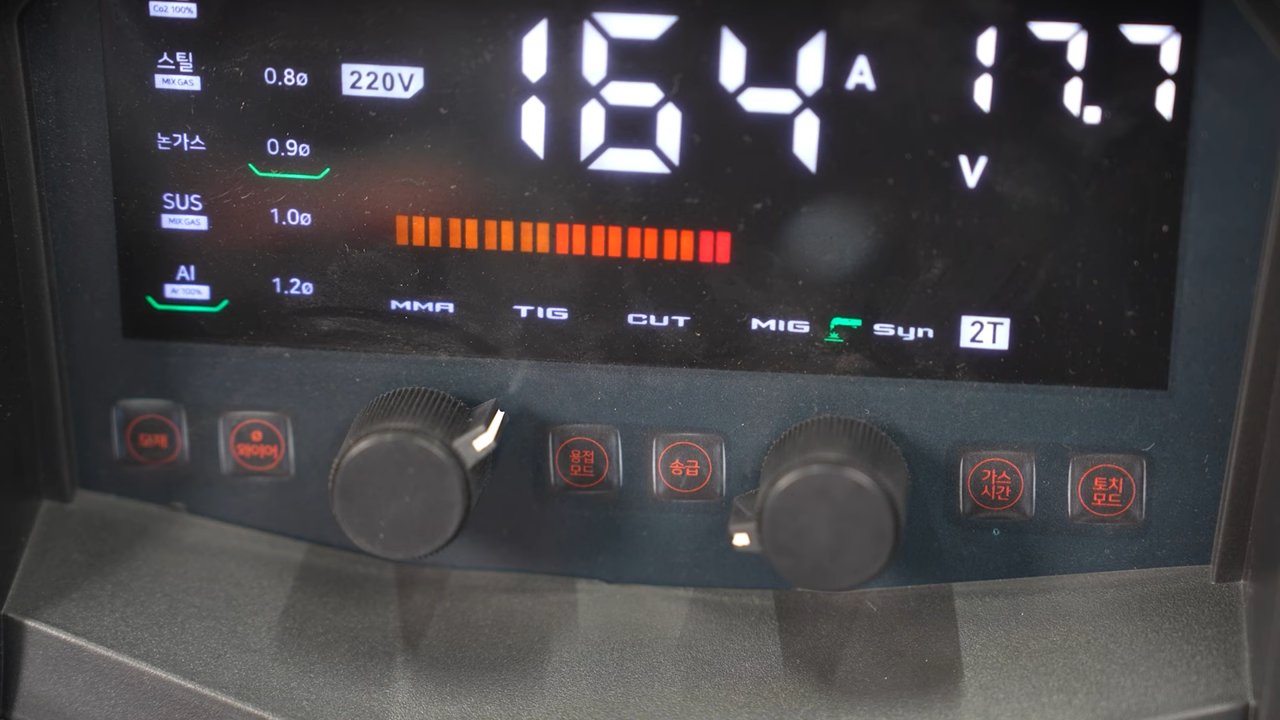 Co2 100%
스틸
MIX GAS
0.8ø
220V
164 A
17.7
V
논가스
0.9ø
SUS
MIX GAS
1.0ø
Al
Ar 100%
1.2ø
MMA
TIG
CUT
MIG
Syn
2T
모재
ø
와이어
용접
모드
송급
가스
시간
토치
모드